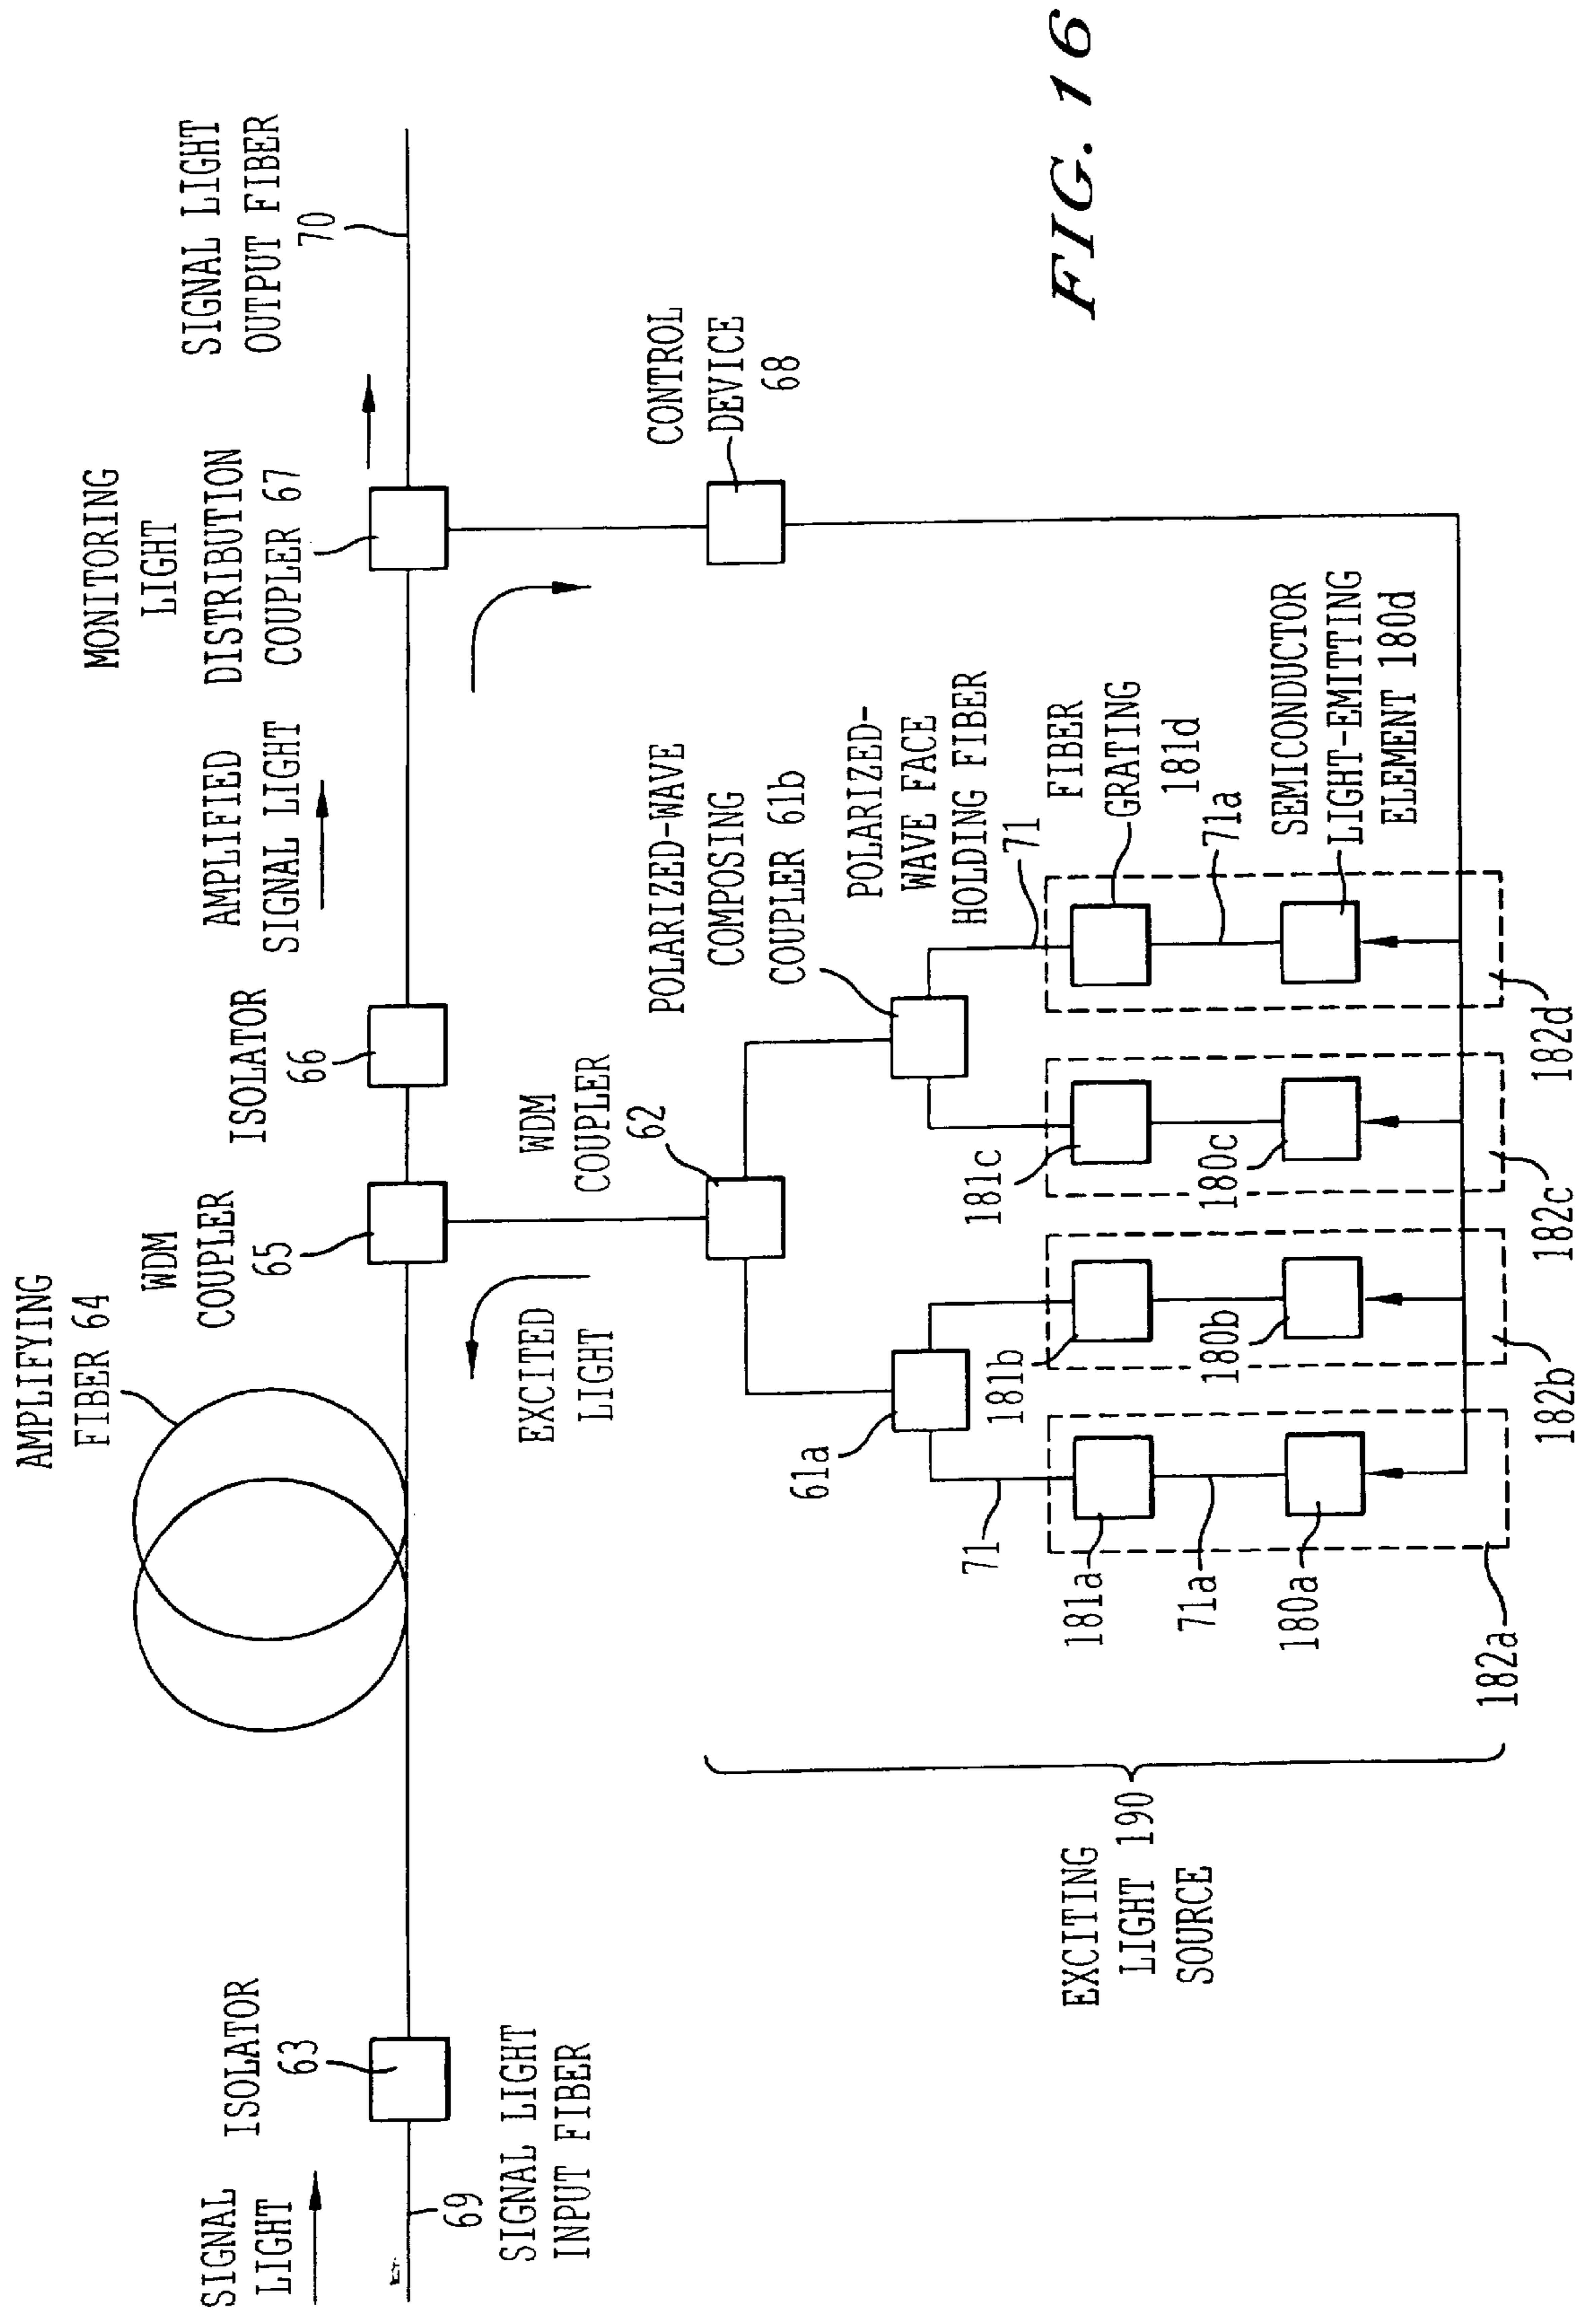 SIGNAL
LIGHT
ISOLATOR
63
69
SIGNAL LIGHT
INPUT FIBER
AMPLIFYING
FIBER 64
WDM
COUPLER
65
ISOLATOR
66
AMPLIFIED
SIGNAL LIGHT
MONITORING
LIGHT
DISTRIBUTION
COUPLER 67
SIGNAL LIGHT
OUTPUT FIBER
70
EXCITED
LIGHT
WDM
COUPLER
62
POLARIZED-WAVE
COMPOSING
COUPLER 61b
CONTROL
DEVICE
68
61a
POLARIZED-
WAVE FACE
HOLDING FIBER
71
71
181a
181b
181c
FIBER
GRATING
181d
71a
71a
180a
180b
180c
SEMICONDUCTOR
LIGHT-EMITTING
ELEMENT 180d
182a
182b
182c
182d
EXCITING
LIGHT 190
SOURCE
FIG. 16